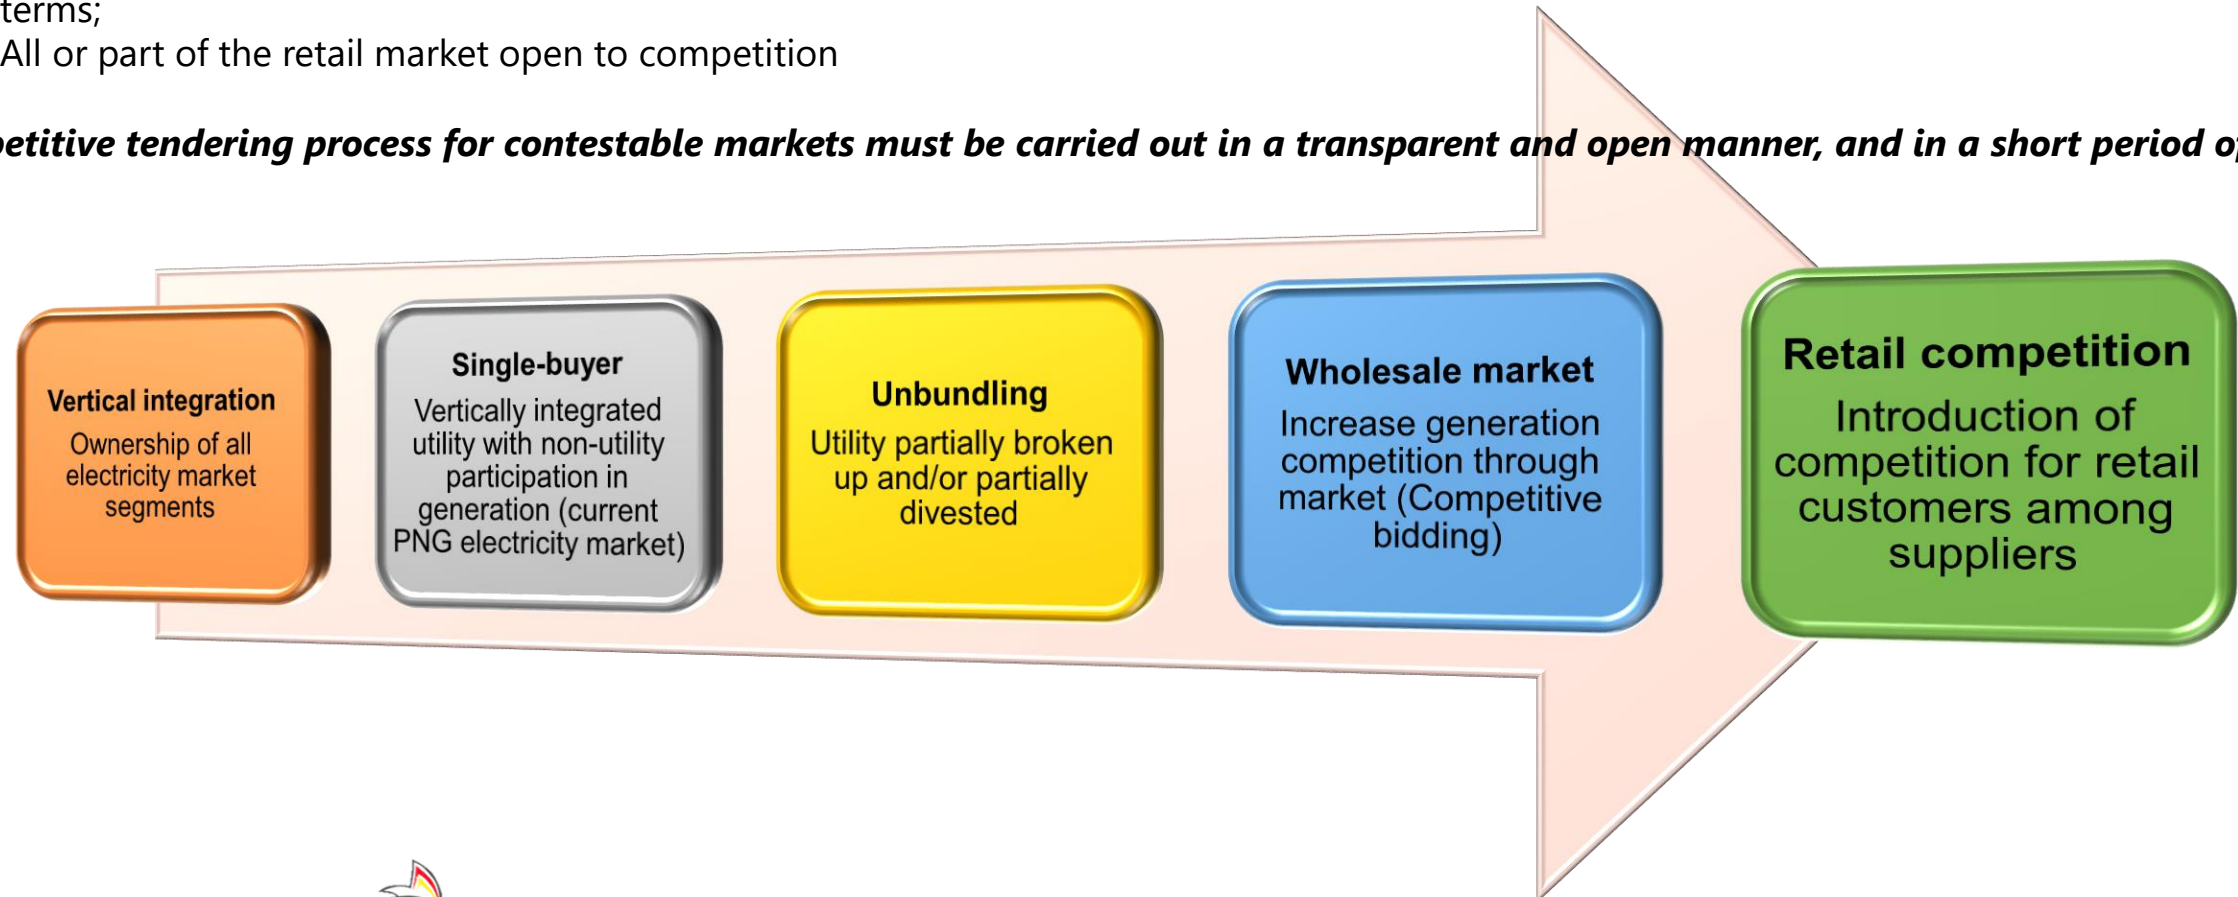 terms;
All or part of the retail market open to competition
tendering process for contestable markets must be carried out in a transparent and open manner, and in a short period
Vertical integration
Ownership of all
electricity market
segments
Single-buyer
Vertically integrated
utility with non-utility
participation in
generation (current
PNG electricity market)
Unbundling
Utility partially broken
up and/or partially
divested
Wholesale market
Increase generation
competition through
market (Competitive
bidding)
Retail competition
Introduction of
competition for retail
customers among
suppliers